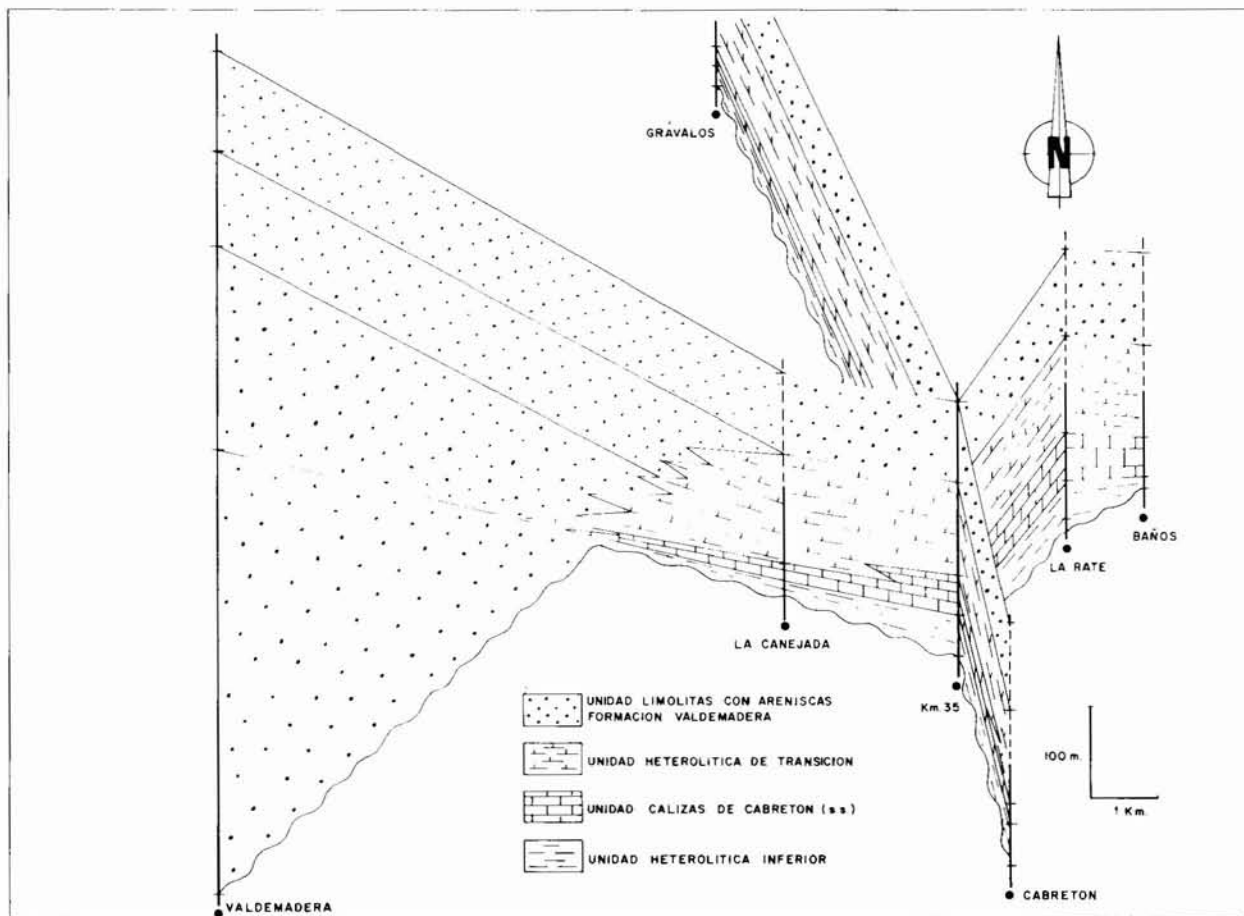 GRÁVALOS
N
BAÑOS
LA RATE
LA CANEJADA
Km. 35
UNIDAD LIMOLITAS CON ARENISCAS
FORMACION VALDEMADERA
UNIDAD HETEROLITICA DE TRANSICION
UNIDAD CALIZAS DE CABRETON (s.s.)
UNIDAD HETEROLITICA INFERIOR
100 m.
1 Km.
VALDEMADERA
CABRETON